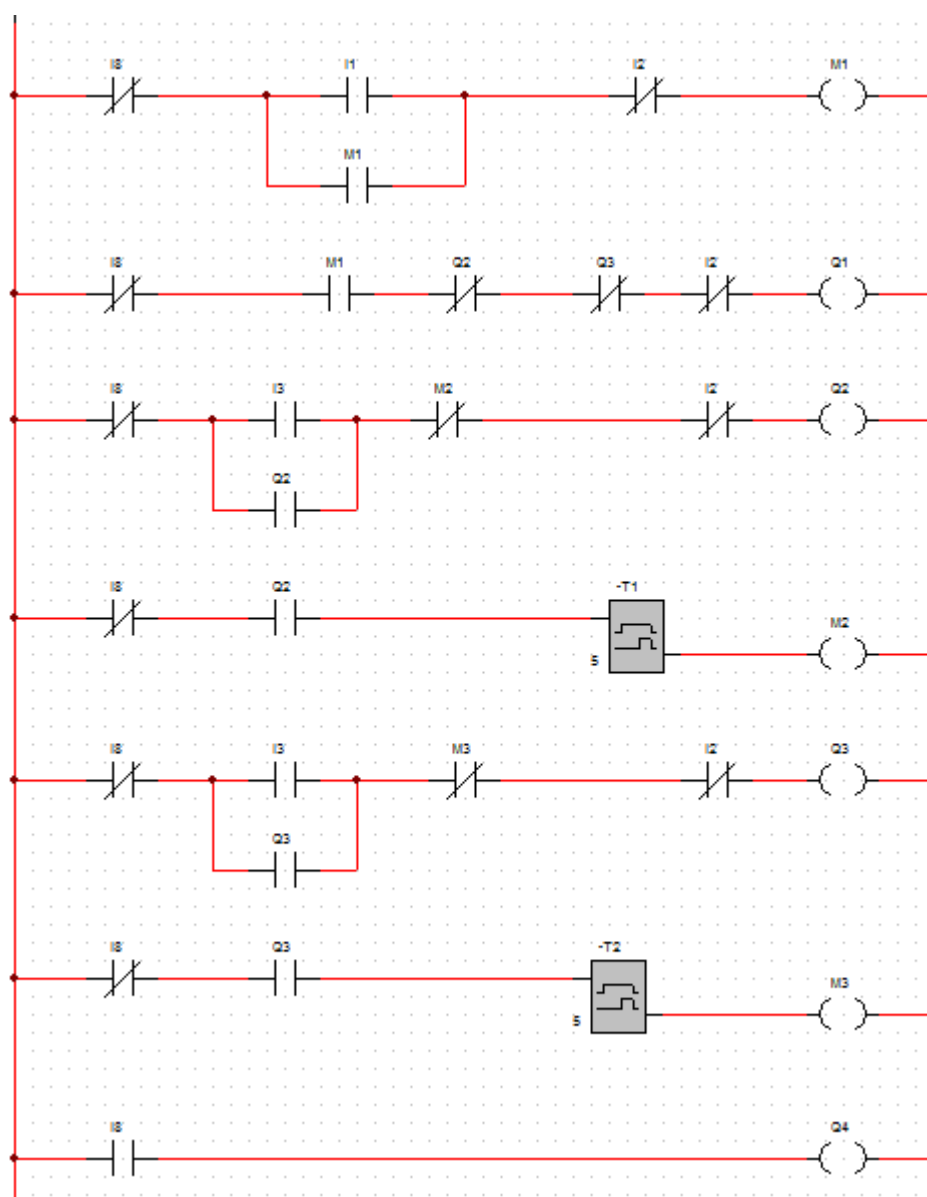 I8 I1 I2 M1
M1
I8 M1 Q2 Q3 I2 Q1
I8 I3 M2 I2 Q2
Q2
I8 Q2 -T1 M2
5
I8 I3 M3 I2 Q3
Q3
I8 Q3 -T2 M3
5
I8 Q4